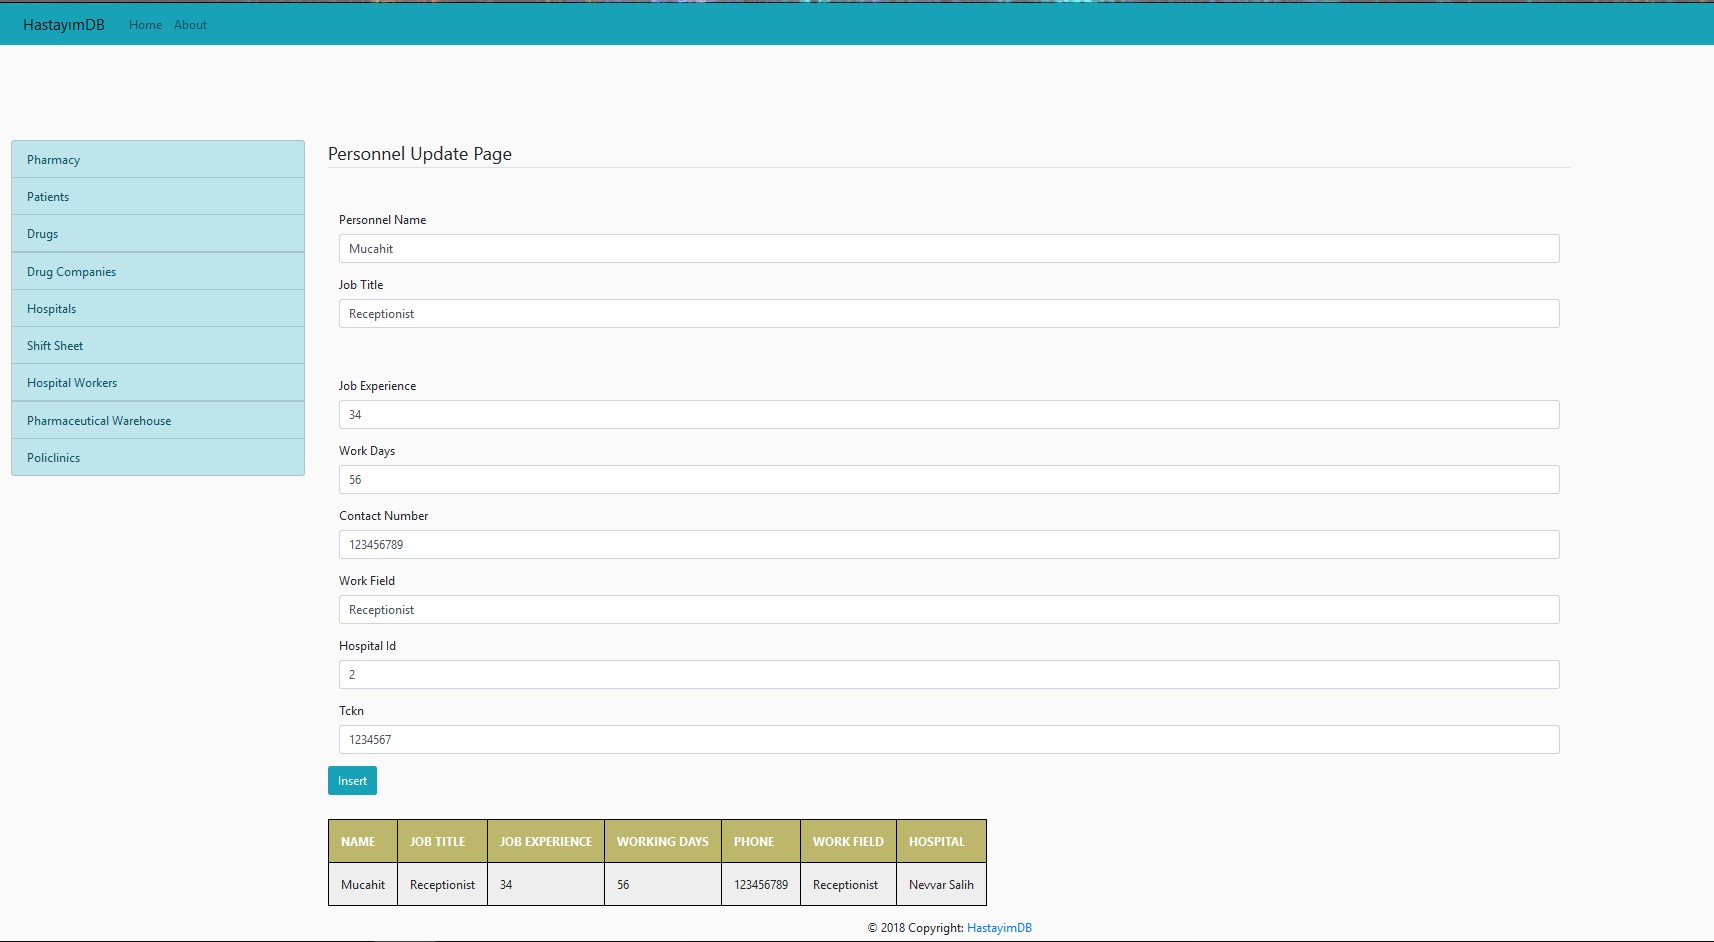 HastayımDB Home About
Pharmacy
Patients
Drugs
Drug Companies
Hospitals
Shift Sheet
Hospital Workers
Pharmaceutical Warehouse
Policlinics
Personnel Update Page
Personnel Name
Mucahit
Job Title
Receptionist
Job Experience
34
Work Days
56
Contact Number
123456789
Work Field
Receptionist
Hospital Id
2
Tckn
1234567
Insert
NAME JOB TITLE JOB EXPERIENCE WORKING DAYS PHONE WORK FIELD HOSPITAL
Mucahit Receptionist 34 56 123456789 Receptionist Nevvar Salih
© 2018 Copyright: HastayimDB